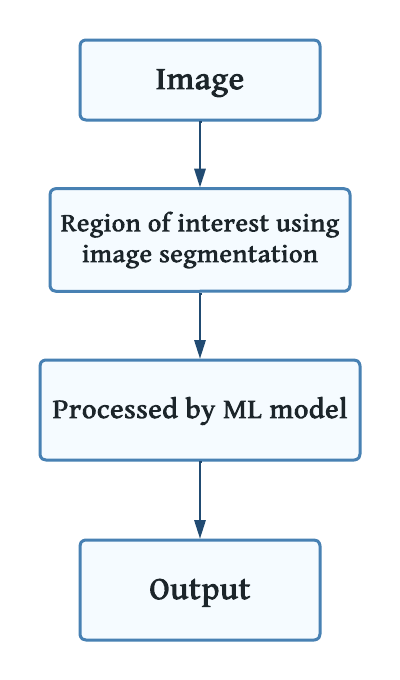 Image
Region of interest using
image segmentation
Processed by ML model
Output